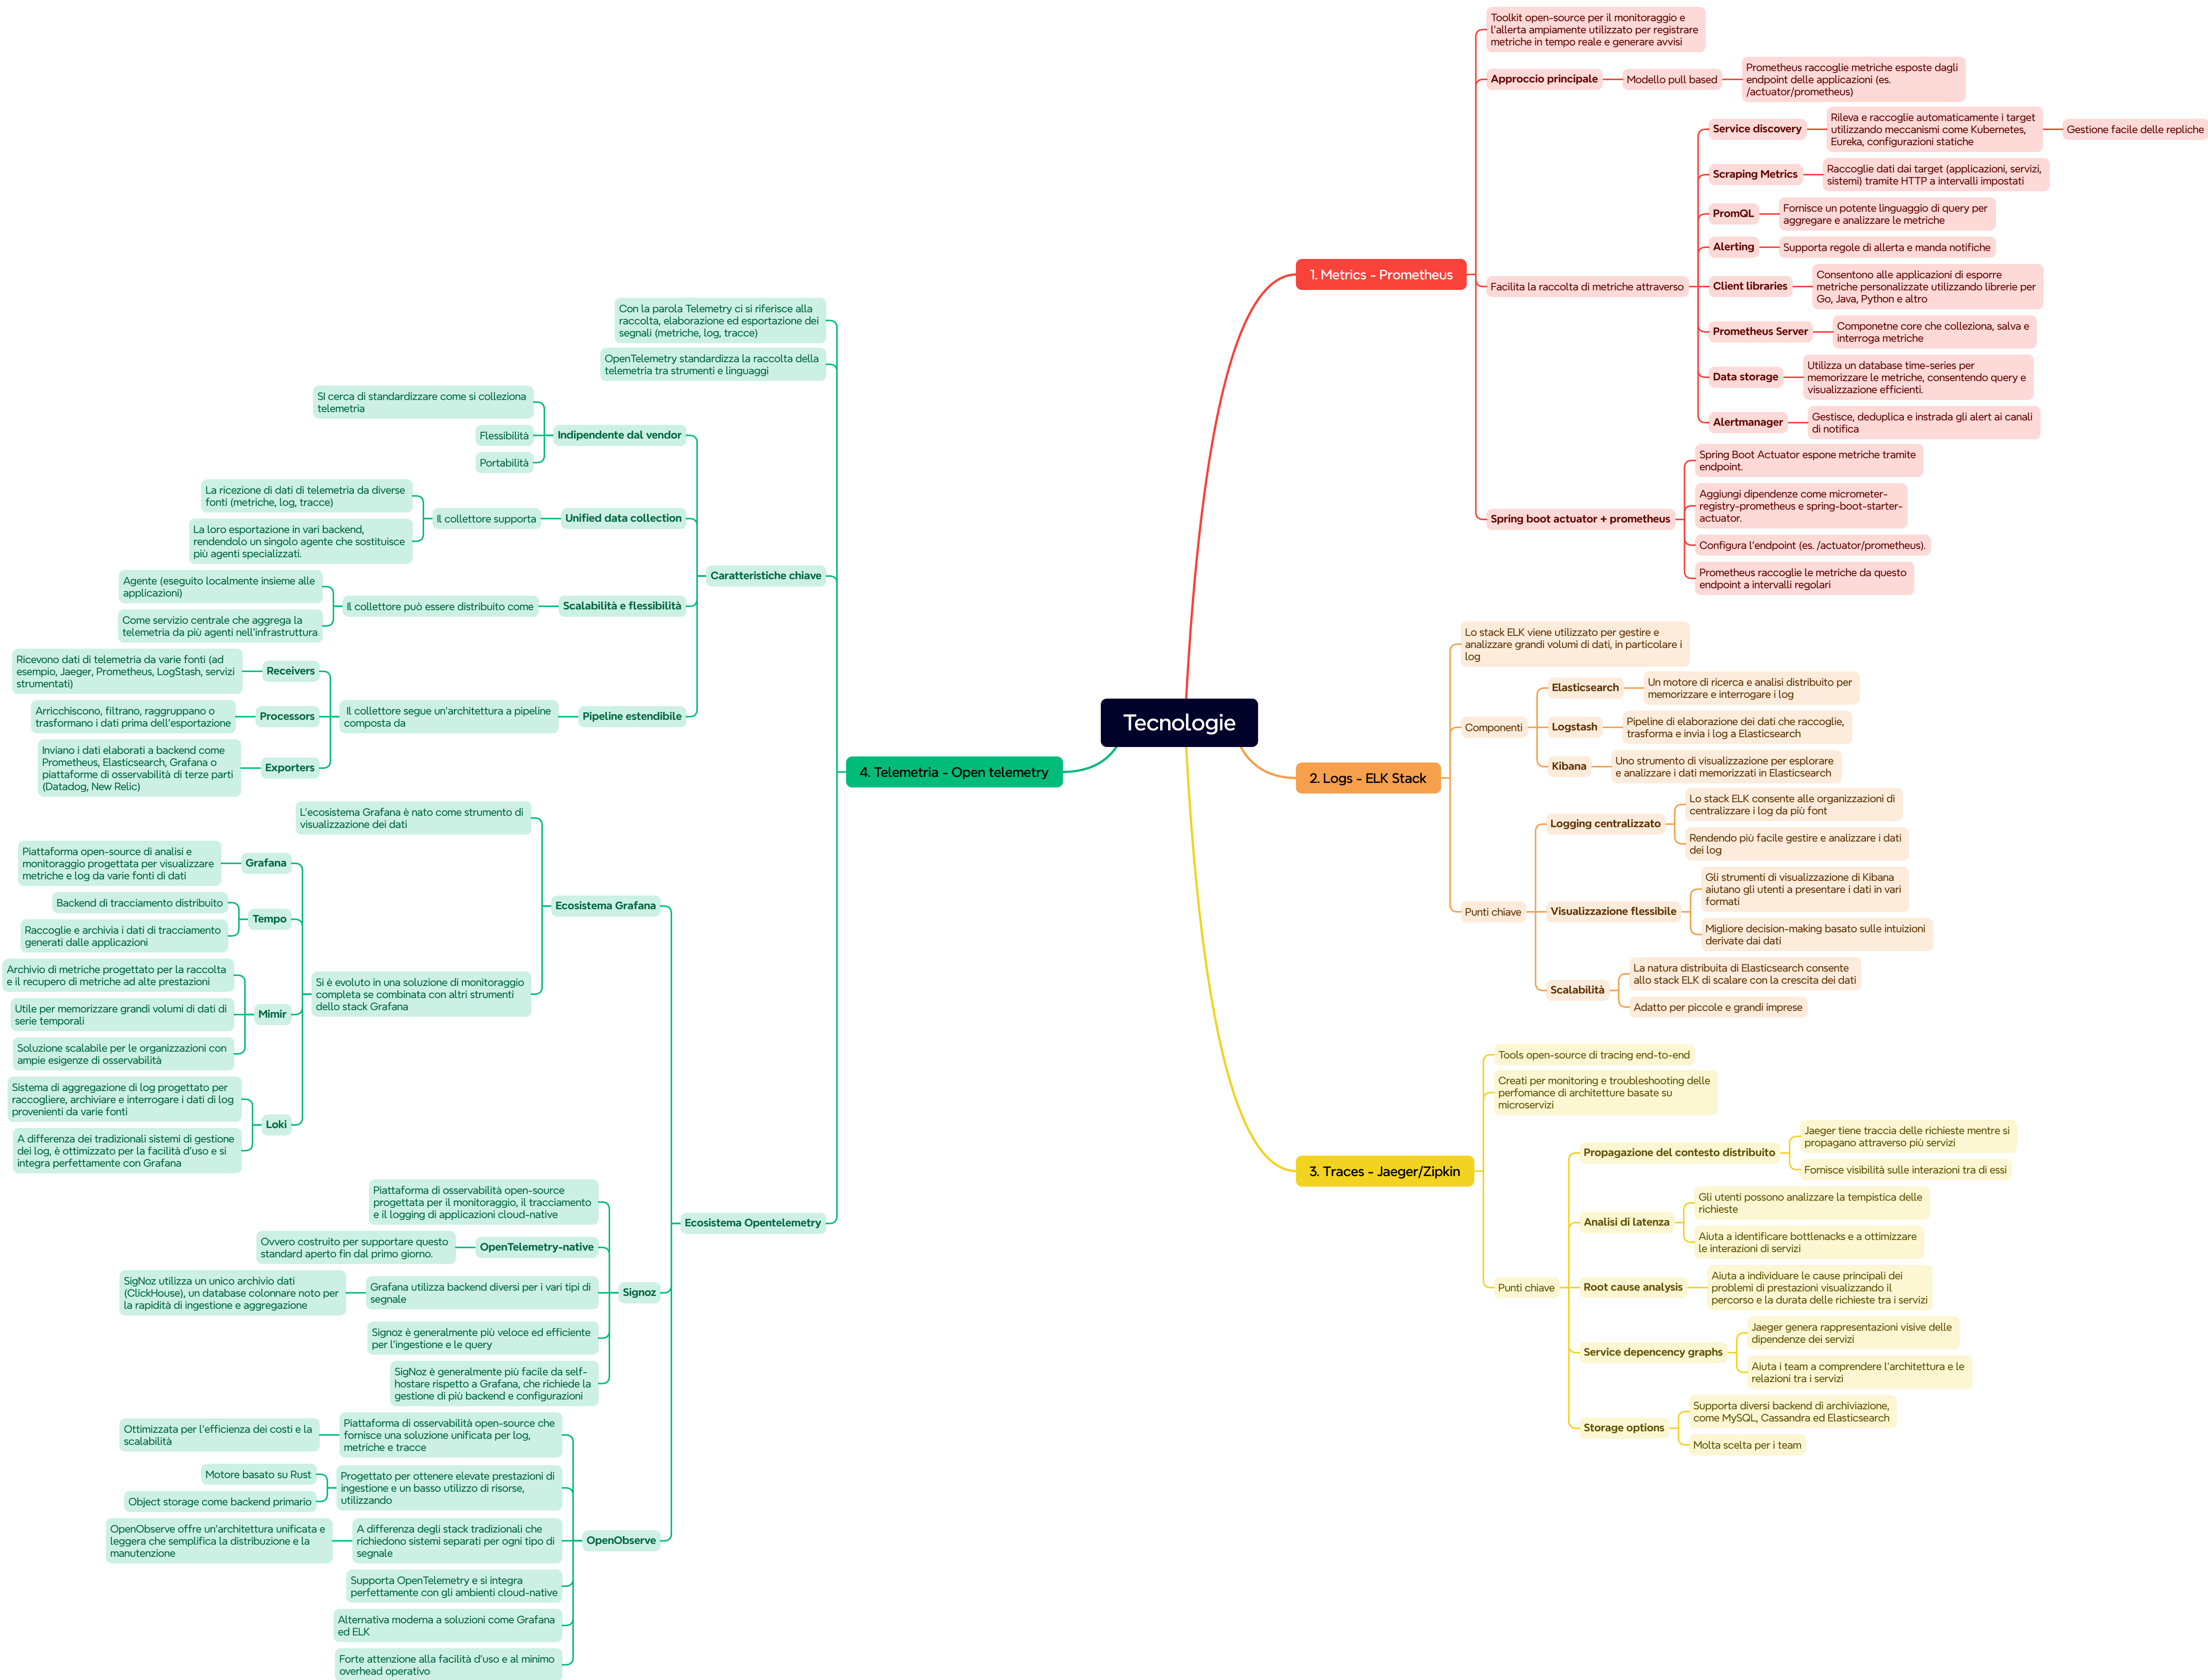 Tecnologie
1. Metrics - Prometheus
Toolkit open-source per il monitoraggio e
l'allerta ampiamente utilizzato per registrare
metriche in tempo reale e generare avvisi
Approccio principale
Modello pull based
Prometheus raccoglie metriche esposte dagli
endpoint delle applicazioni (es.
/actuator/prometheus)
Facilita la raccolta di metriche attraverso
Service discovery
Rileva e raccoglie automaticamente i target
utilizzando meccanismi come Kubernetes,
Eureka, configurazioni statiche
Gestione facile delle repliche
Scraping Metrics
Raccoglie dati dai target (applicazioni, servizi,
sistemi) tramite HTTP a intervalli impostati
PromQL
Fornisce un potente linguaggio di query per
aggregare e analizzare le metriche
Alerting
Supporta regole di allerta e manda notifiche
Client libraries
Consentono alle applicazioni di esporre
metriche personalizzate utilizzando librerie per
Go, Java, Python e altro
Prometheus Server
Componetne core che colleziona, salva e
interroga metriche
Data storage
Utilizza un database time-series per
memorizzare le metriche, consentendo query e
visualizzazione efficienti.
Alertmanager
Gestisce, deduplica e instrada gli alert ai canali
di notifica
Spring boot actuator + prometheus
Spring Boot Actuator espone metriche tramite
endpoint.
Aggiungi dipendenze come micrometer-
registry-prometheus e spring-boot-starter-
actuator.
Configura l'endpoint (es. /actuator/prometheus).
Prometheus raccoglie le metriche da questo
endpoint a intervalli regolari
2. Logs - ELK Stack
Lo stack ELK viene utilizzato per gestire e
analizzare grandi volumi di dati, in particolare i
log
Componenti
Elasticsearch
Un motore di ricerca e analisi distribuito per
memorizzare e interrogare i log
Logstash
Pipeline di elaborazione dei dati che raccoglie,
trasforma e invia i log a Elasticsearch
Kibana
Uno strumento di visualizzazione per esplorare
e analizzare i dati memorizzati in Elasticsearch
Punti chiave
Logging centralizzato
Lo stack ELK consente alle organizzazioni di
centralizzare i log da più font
Rendendo più facile gestire e analizzare i dati
dei log
Visualizzazione flessibile
Gli strumenti di visualizzazione di Kibana
aiutano gli utenti a presentare i dati in vari
formati
Migliore decision-making basato sulle intuizioni
derivate dai dati
Scalabilità
La natura distribuita di Elasticsearch consente
allo stack ELK di scalare con la crescita dei dati
Adatto per piccole e grandi imprese
3. Traces - Jaeger/Zipkin
Tools open-source di tracing end-to-end
Creati per monitoring e troubleshooting delle
perfomance di architetture basate su
microservizi
Punti chiave
Propagazione del contesto distribuito
Jaeger tiene traccia delle richieste mentre si
propagano attraverso più servizi
Fornisce visibilità sulle interazioni tra di essi
Analisi di latenza
Gli utenti possono analizzare la tempistica delle
richieste
Aiuta a identificare bottlenacks e a ottimizzare
le interazioni di servizi
Root cause analysis
Aiuta a individuare le cause principali dei
problemi di prestazioni visualizzando il
percorso e la durata delle richieste tra i servizi
Service depencency graphs
Jaeger genera rappresentazioni visive delle
dipendenze dei servizi
Aiuta i team a comprendere l'architettura e le
relazioni tra i servizi
Storage options
Supporta diversi backend di archiviazione,
come MySQL, Cassandra ed Elasticsearch
Molta scelta per i team
4. Telemetria - Open telemetry
Con la parola Telemetry ci si riferisce alla
raccolta, elaborazione ed esportazione dei
segnali (metriche, log, tracce)
OpenTelemetry standardizza la raccolta della
telemetria tra strumenti e linguaggi
Caratteristiche chiave
Indipendente dal vendor
SI cerca di standardizzare come si colleziona
telemetria
Flessibilità
Portabilità
Unified data collection
Il collettore supporta
La ricezione di dati di telemetria da diverse
fonti (metriche, log, tracce)
La loro esportazione in vari backend,
rendendolo un singolo agente che sostituisce
più agenti specializzati.
Scalabilità e flessibilità
Il collettore può essere distribuito come
Agente (eseguito localmente insieme alle
applicazioni)
Come servizio centrale che aggrega la
telemetria da più agenti nell'infrastruttura
Pipeline estendibile
Il collettore segue un'architettura a pipeline
composta da
Receivers
Ricevono dati di telemetria da varie fonti (ad
esempio, Jaeger, Prometheus, LogStash, servizi
strumentati)
Processors
Arricchiscono, filtrano, raggruppano o
trasformano i dati prima dell'esportazione
Exporters
Inviano i dati elaborati a backend come
Prometheus, Elasticsearch, Grafana o
piattaforme di osservabilità di terze parti
(Datadog, New Relic)
Ecosistema Opentelemetry
Ecosistema Grafana
L'ecosistema Grafana è nato come strumento di
visualizzazione dei dati
Si è evoluto in una soluzione di monitoraggio
completa se combinata con altri strumenti
dello stack Grafana
Grafana
Piattaforma open-source di analisi e
monitoraggio progettata per visualizzare
metriche e log da varie fonti di dati
Tempo
Backend di tracciamento distribuito
Raccoglie e archivia i dati di tracciamento
generati dalle applicazioni
Mimir
Archivio di metriche progettato per la raccolta
e il recupero di metriche ad alte prestazioni
Utile per memorizzare grandi volumi di dati di
serie temporali
Soluzione scalabile per le organizzazioni con
ampie esigenze di osservabilità
Loki
Sistema di aggregazione di log progettato per
raccogliere, archiviare e interrogare i dati di log
provenienti da varie fonti
A differenza dei tradizionali sistemi di gestione
dei log, è ottimizzato per la facilità d'uso e si
integra perfettamente con Grafana
Signoz
Piattaforma di osservabilità open-source
progettata per il monitoraggio, il tracciamento
e il logging di applicazioni cloud-native
OpenTelemetry-native
Ovvero costruito per supportare questo
standard aperto fin dal primo giorno.
Grafana utilizza backend diversi per i vari tipi di
segnale
SigNoz utilizza un unico archivio dati
(ClickHouse), un database colonnare noto per
la rapidità di ingestione e aggregazione
Signoz è generalmente più veloce ed efficiente
per l'ingestione e le query
SigNoz è generalmente più facile da self-
hostare rispetto a Grafana, che richiede la
gestione di più backend e configurazioni
OpenObserve
Piattaforma di osservabilità open-source che
fornisce una soluzione unificata per log,
metriche e tracce
Ottimizzata per l'efficienza dei costi e la
scalabilità
Progettato per ottenere elevate prestazioni di
ingestione e un basso utilizzo di risorse,
utilizzando
Motore basato su Rust
Object storage come backend primario
A differenza degli stack tradizionali che
richiedono sistemi separati per ogni tipo di
segnale
OpenObserve offre un'architettura unificata e
leggera che semplifica la distribuzione e la
manutenzione
Supporta OpenTelemetry e si integra
perfettamente con gli ambienti cloud-native
Alternativa moderna a soluzioni come Grafana
ed ELK
Forte attenzione alla facilità d'uso e al minimo
overhead operativo